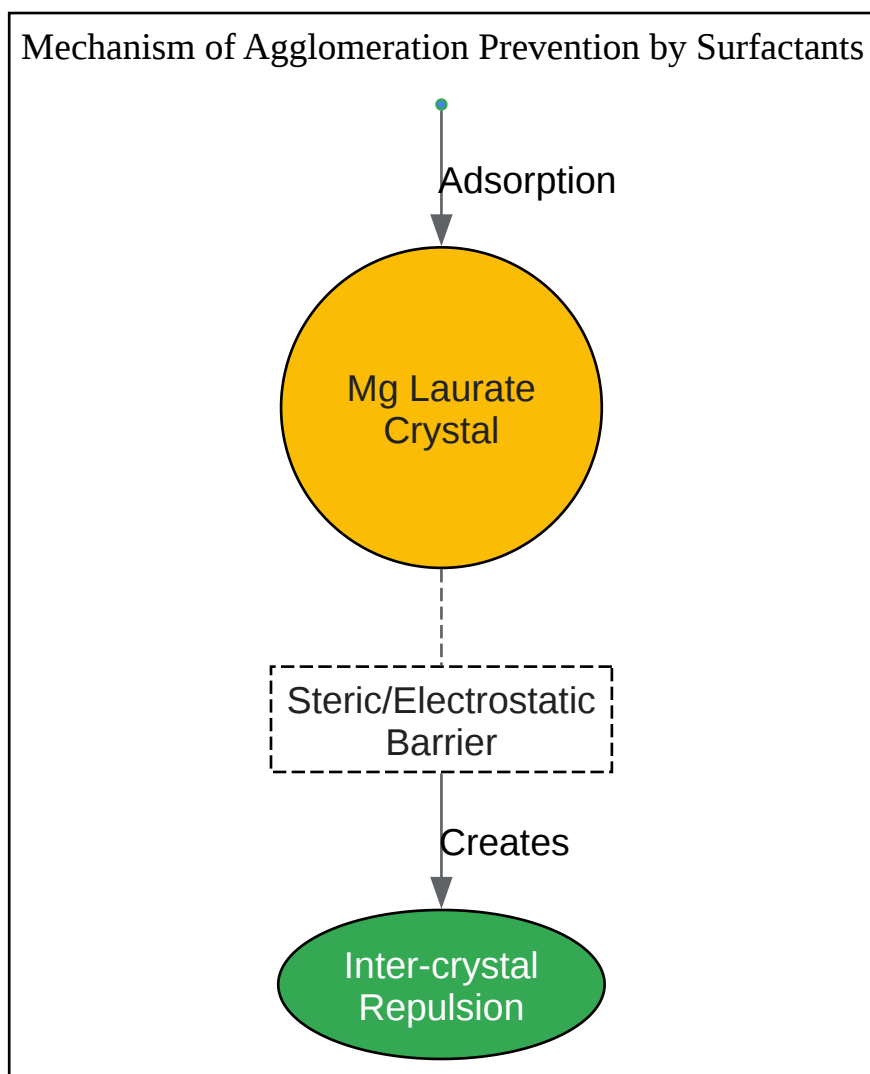 Mechanism of Agglomeration Prevention by Surfactants
Adsorption
Mg Laurate
Crystal
Steric/Electrostatic
Barrier
Creates
Inter-crystal
Repulsion